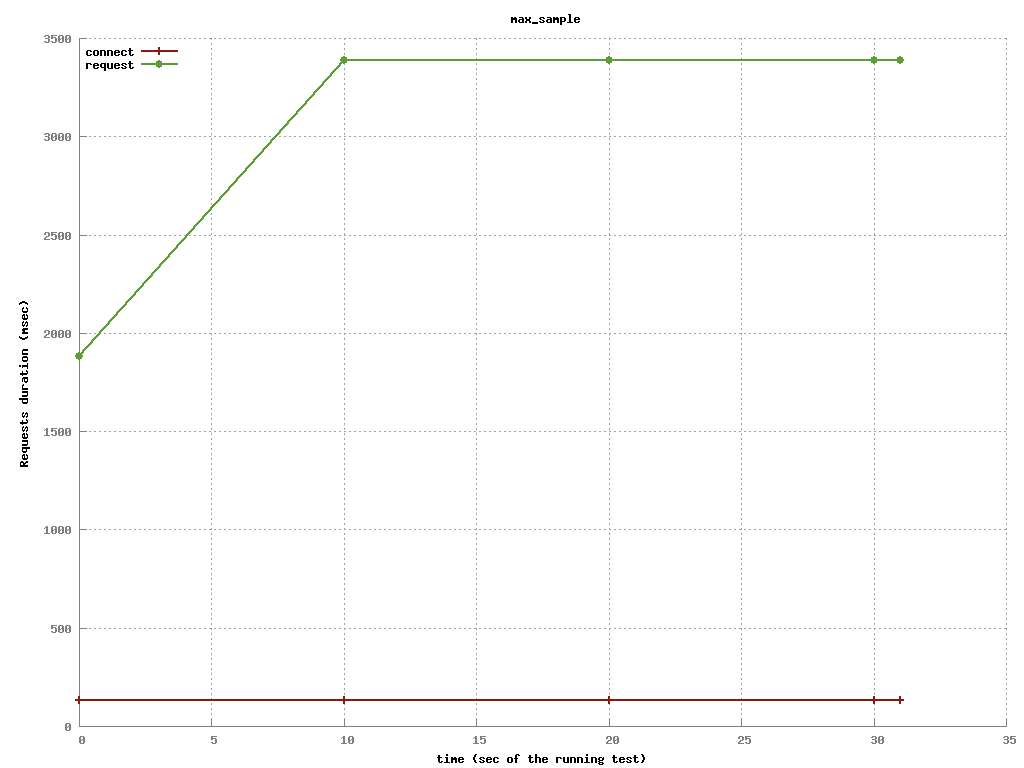 max_sample
connect
request
3500
3000
2500
2000
1500
1000
500
0
Requests duration (msec)
0 5 10 15 20 25 30 35
time (sec of the running test)